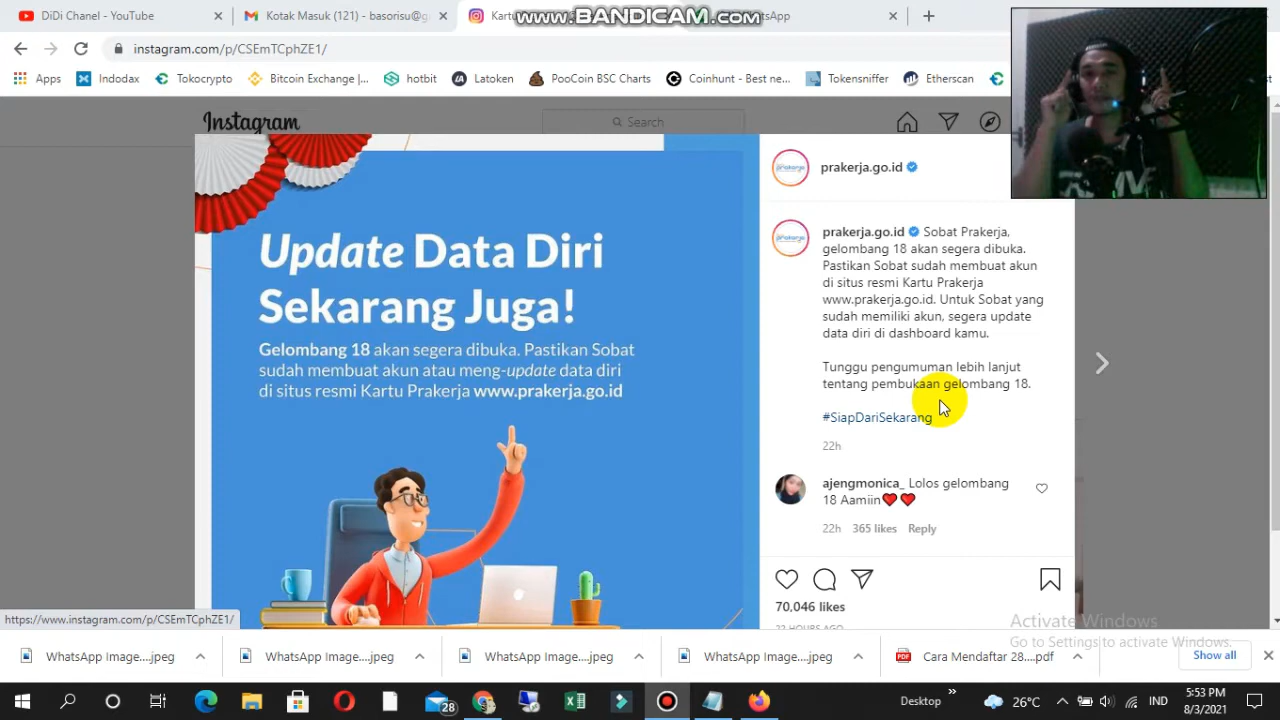 DiDi Channel - YouTube
Kotak Masuk (121) - basorisu@g
Kartu
www.BANDICAM.com
WhatsApp
instagram.com/p/CSEmTCphZE1/
Apps
Indodax
Tokocrypto
Bitcoin Exchange |...
hotbit
Latoken
PooCoin BSC Charts
Coinhunt - Best ne...
Tokensniffer
Etherscan
Instagram
Search
prakerja.go.id
Update Data Diri
Sekarang Juga!
Gelombang 18 akan segera dibuka. Pastikan Sobat
sudah membuat akun atau meng-update data diri
di situs resmi Kartu Prakerja www.prakerja.go.id
prakerja.go.id Sobat Prakerja,
gelombang 18 akan segera dibuka.
Pastikan Sobat sudah membuat akun
di situs resmi Kartu Prakerja
www.prakerja.go.id. Untuk Sobat yang
sudah memiliki akun, segera update
data diri di dashboard kamu.
Tunggu pengumuman lebih lanjut
tentang pembukaan gelombang 18.
#SiapDariSekarang
22h
ajengmonica_ Lolos gelombang
18 Aamiin❤️❤️
22h 365 likes Reply
70,046 likes
22 HOURS AGO
https://www.instagram.com/p/CSEmTCphZE1/
Activate Windows
Go to Settings to activate Windows.
WhatsApp Image....jpeg
WhatsApp Image....jpeg
WhatsApp Image....jpeg
WhatsApp Image....jpeg
Cara Mendaftar 28....pdf
Show all
28
Desktop
26°C
IND
5:53 PM
8/3/2021